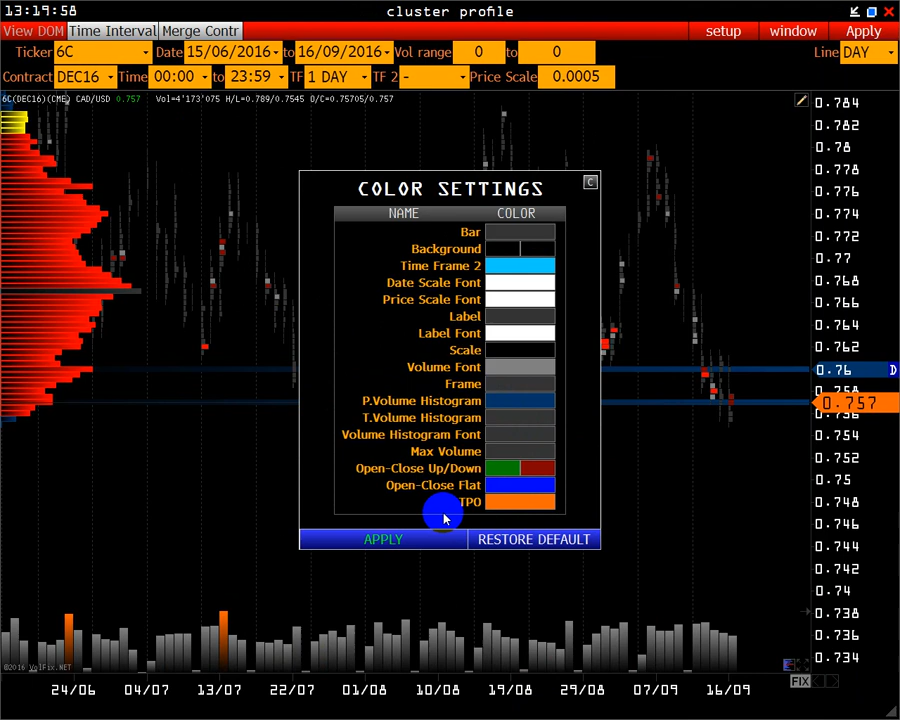 13:19:58 cluster profile
View DOM Time Interval Merge Contr setup window Apply
Ticker 6C Date 15/06/2016 to 16/09/2016 Vol range 0 to 0 Line DAY
Contract DEC16 Time 00:00 to 23:59 TF 1 DAY TF 2 - Price Scale 0.0005
6C(DEC16)(CME) CAD/USD 0.757 Vol=4'173'075 H/L=0.789/0.7545 O/C=0.75705/0.757
0.784
0.782
0.78
0.778
0.776
0.774
0.772
0.77
0.768
0.766
0.764
0.762
0.76 D
0.758
0.757
0.756
0.754
0.752
0.75
0.748
0.746
0.744
0.742
0.74
0.738
0.736
0.734
COLOR SETTINGS
C
NAME COLOR
Bar
Background
Time Frame 2
Date Scale Font
Price Scale Font
Label
Label Font
Scale
Volume Font
Frame
P.Volume Histogram
T.Volume Histogram
Volume Histogram Font
Max Volume
Open-Close Up/Down
Open-Close Flat
TPO
APPLY RESTORE DEFAULT
©2016 VolFix.NET
24/06 04/07 13/07 22/07 01/08 10/08 19/08 29/08 07/09 16/09
FIX